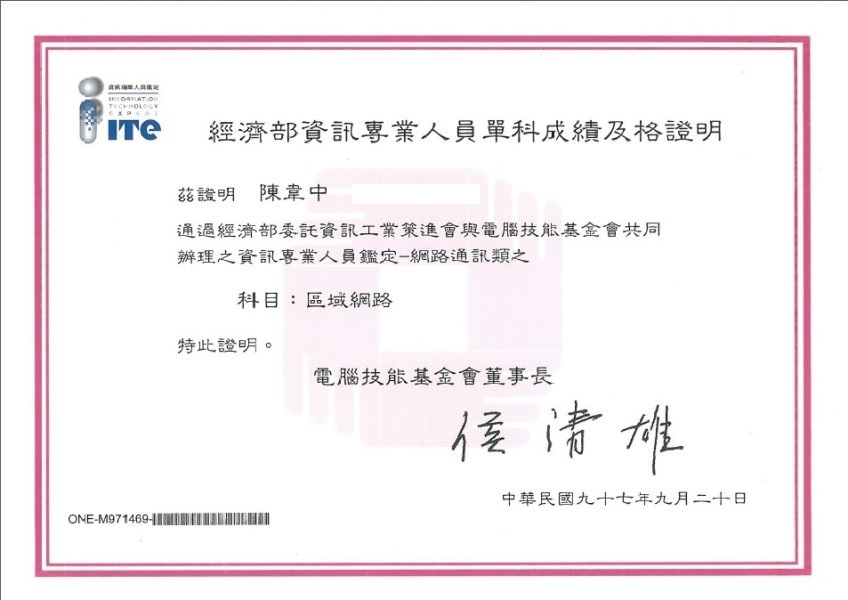 資訊專業人員鑑定
INFORMATION
TECHNOLOGY
EXPERT
iTe
經濟部資訊專業人員單科成績及格證明
茲證明 陳韋中
通過經濟部委託資訊工業策進會與電腦技能基金會共同
辦理之資訊專業人員鑑定-網路通訊類之
科目：區域網路
特此證明。
電腦技能基金會董事長
侯清雄
中華民國九十七年九月二十日
ONE-M971469-